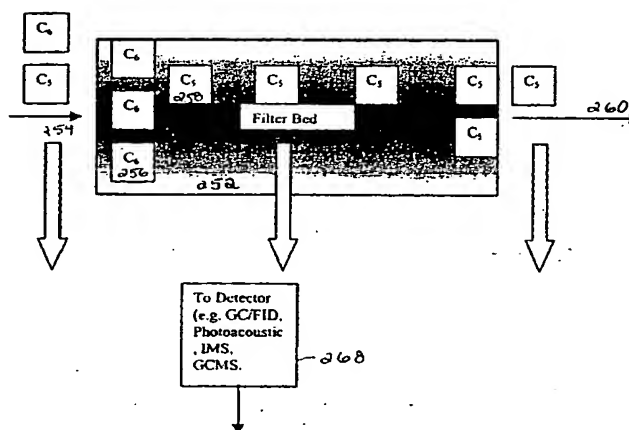 C₆
C₅
254
C₆
C₆
C₆
256
C₅
258
C₅
C₅
C₅
C₅
C₅
Filter Bed
252
260
To Detector
(e.g. GC/FID,
Photoacoustic
, IMS,
GCMS.
268